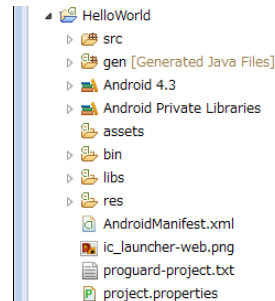 HelloWorld
src
gen [Generated Java Files]
Android 4.3
Android Private Libraries
assets
bin
libs
res
AndroidManifest.xml
ic_launcher-web.png
proguard-project.txt
project.properties